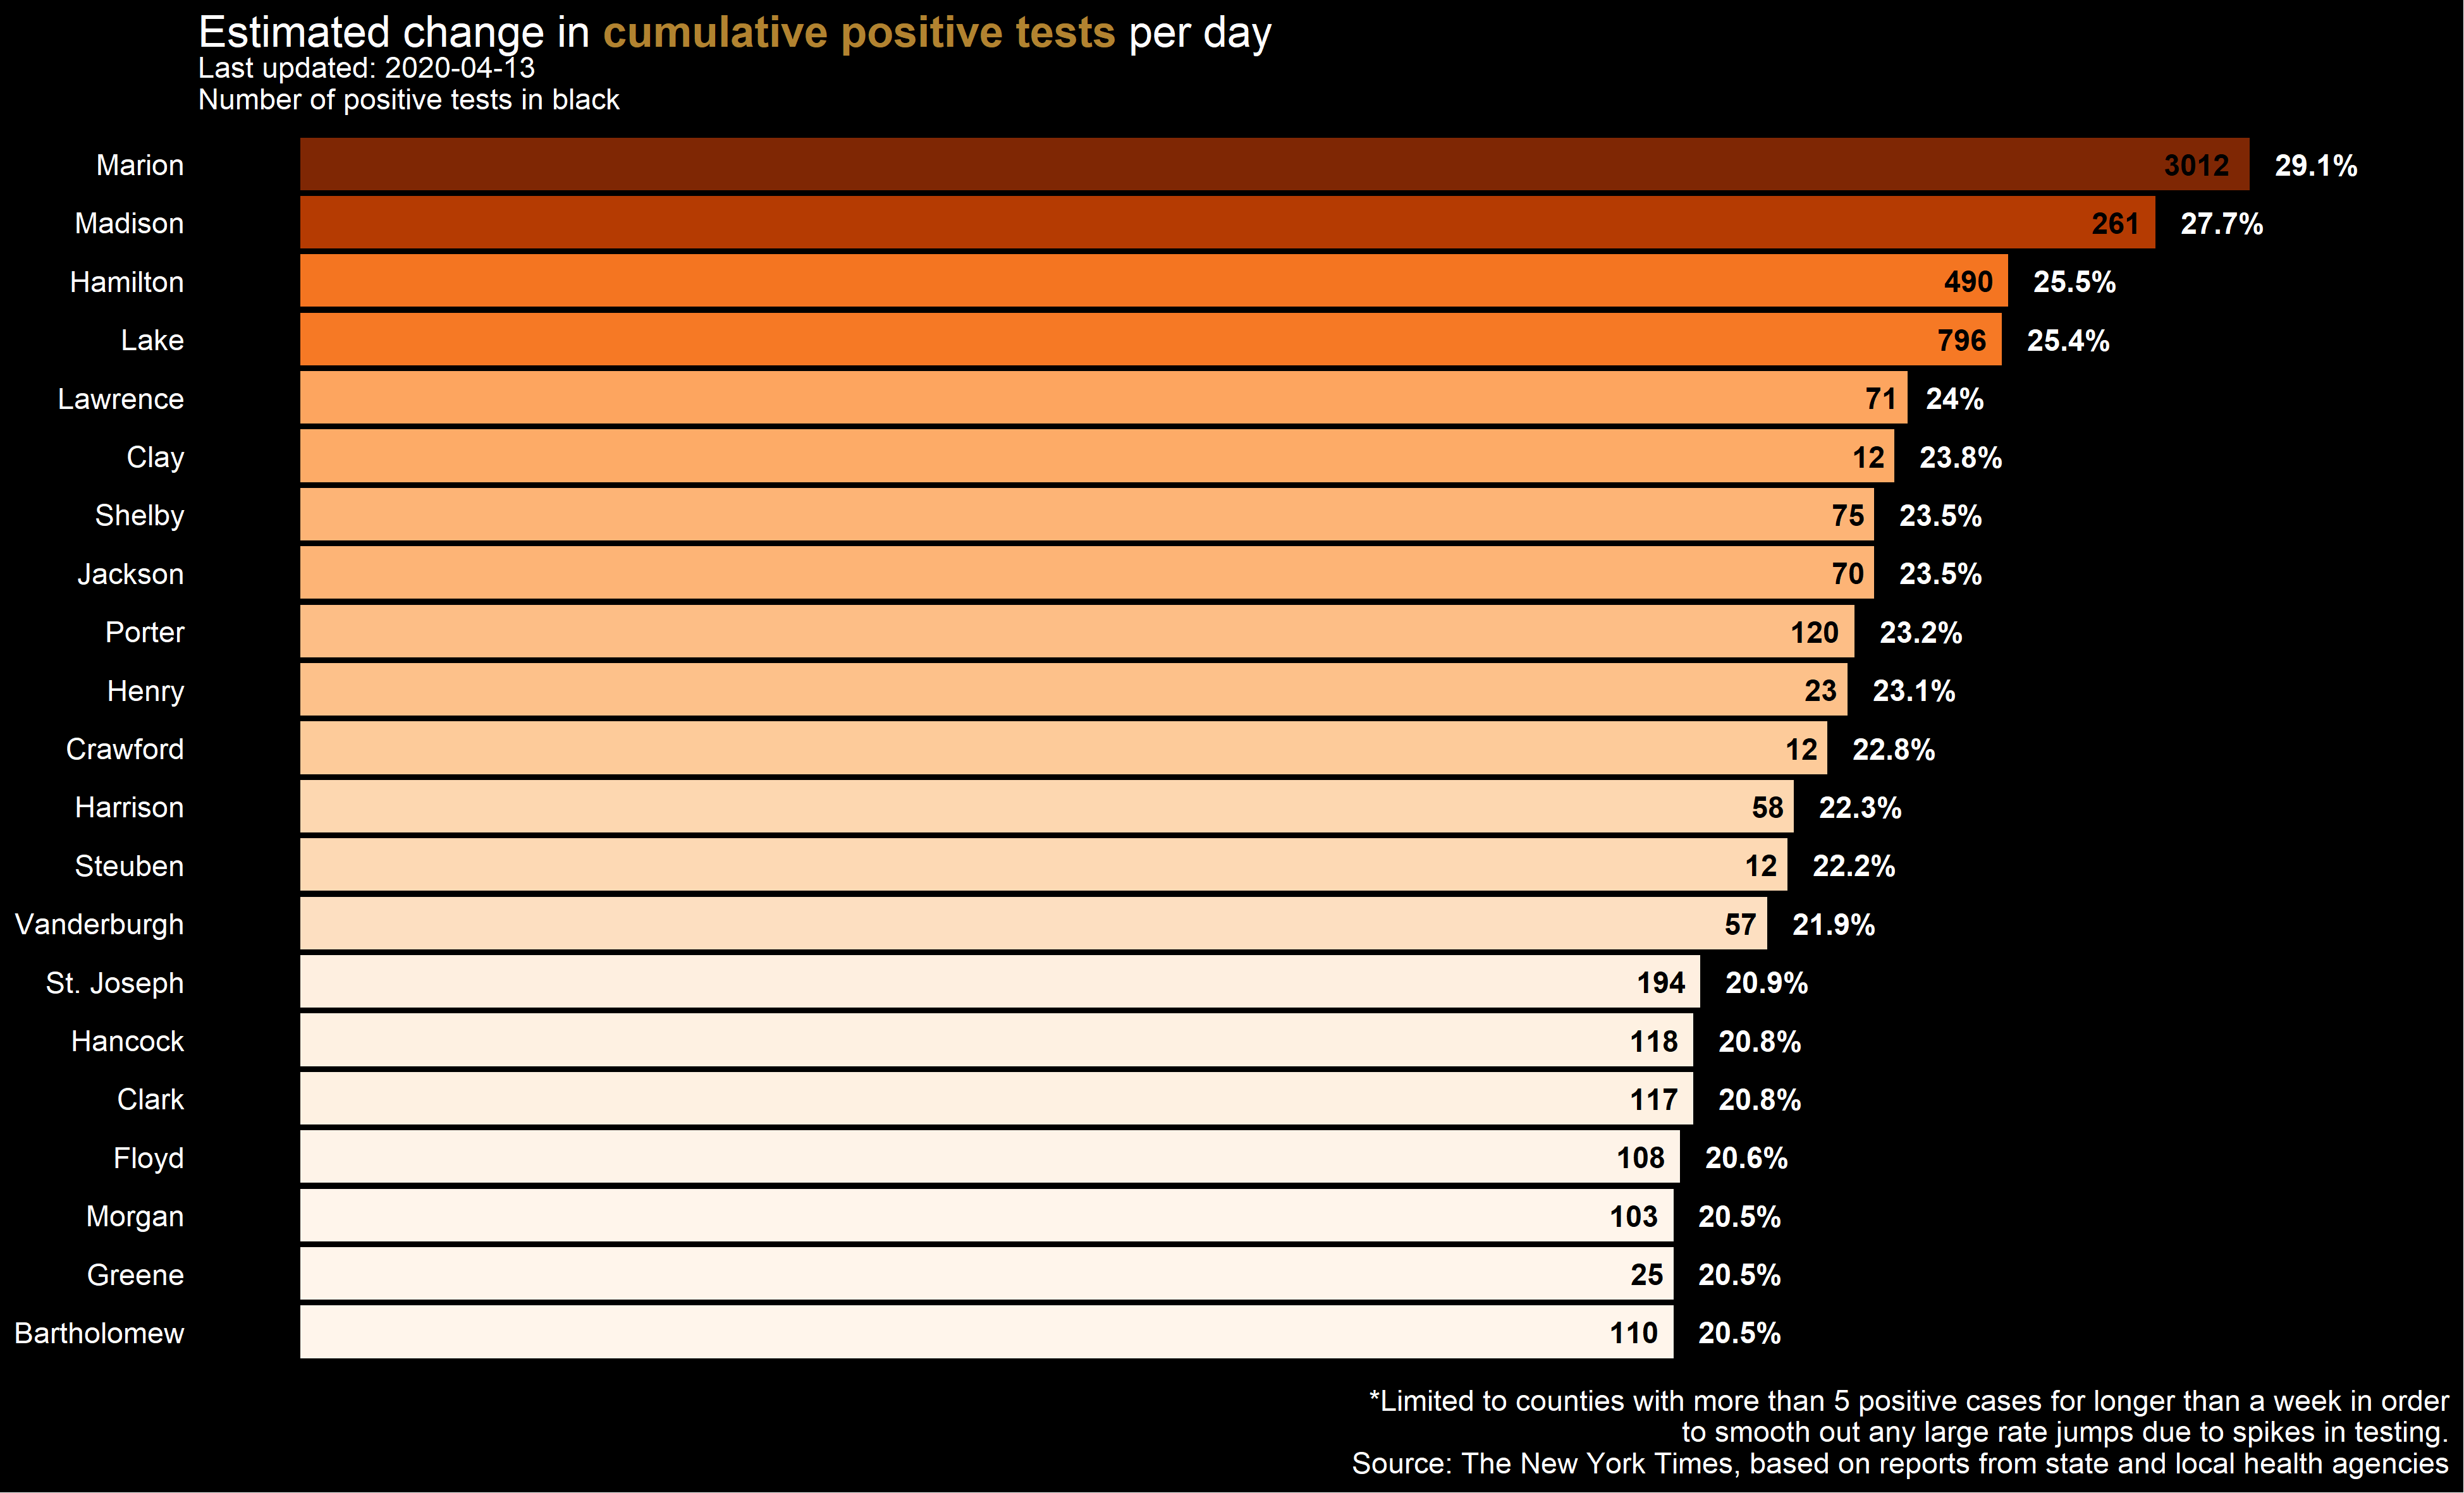 Estimated change in cumulative positive tests per day
Last updated: 2020-04-13
Number of positive tests in black
Marion 3012 29.1%
Madison 261 27.7%
Hamilton 490 25.5%
Lake 796 25.4%
Lawrence 71 24%
Clay 12 23.8%
Shelby 75 23.5%
Jackson 70 23.5%
Porter 120 23.2%
Henry 23 23.1%
Crawford 12 22.8%
Harrison 58 22.3%
Steuben 12 22.2%
Vanderburgh 57 21.9%
St. Joseph 194 20.9%
Hancock 118 20.8%
Clark 117 20.8%
Floyd 108 20.6%
Morgan 103 20.5%
Greene 25 20.5%
Bartholomew 110 20.5%
*Limited to counties with more than 5 positive cases for longer than a week in order
to smooth out any large rate jumps due to spikes in testing.
Source: The New York Times, based on reports from state and local health agencies